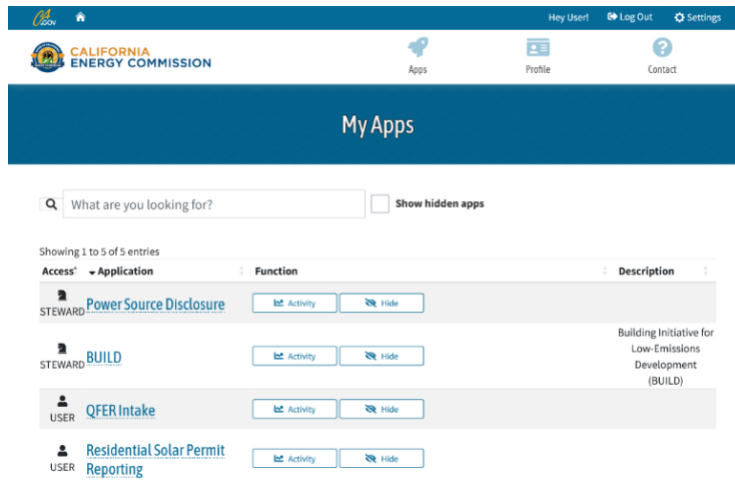 CA.GOV Hey User! Log Out Settings
CALIFORNIA
ENERGY COMMISSION
Apps Profile Contact
My Apps
What are you looking for? Show hidden apps
Showing 1 to 5 of 5 entries
Access Application Function Description
STEWARD Power Source Disclosure Activity Hide
STEWARD BUILD Activity Hide Building Initiative for
Low-Emissions
Development
(BUILD)
USER QFER Intake Activity Hide
USER Residential Solar Permit
Reporting Activity Hide